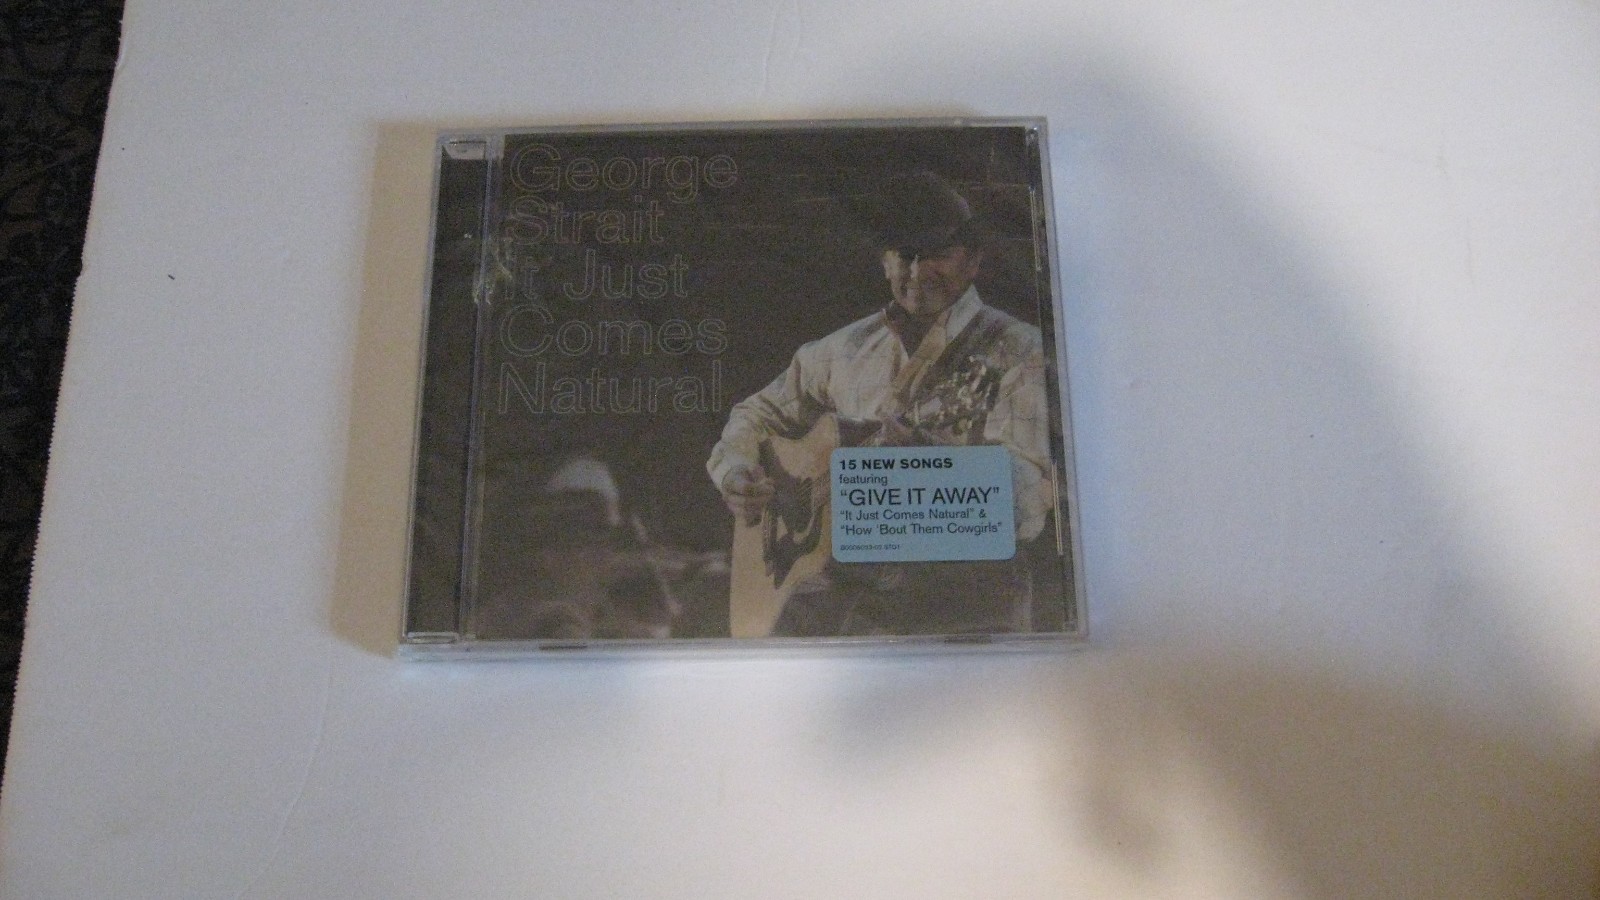 George
Strait
It Just
Comes
Natural
15 NEW SONGS
featuring
"GIVE IT AWAY"
"It Just Comes Natural" &
"How 'Bout Them Cowgirls"